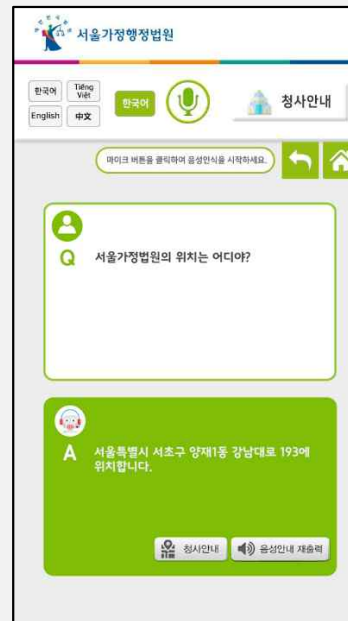 서울가정행정법원
한국어
Tiếng
Việt
English
中文
한국어
청사안내
마이크 버튼을 클릭하여 음성인식을 시작하세요.
Q 서울가정법원의 위치는 어디야?
A 서울특별시 서초구 양재1동 강남대로 193에
위치합니다.
청사안내
음성안내 재출력